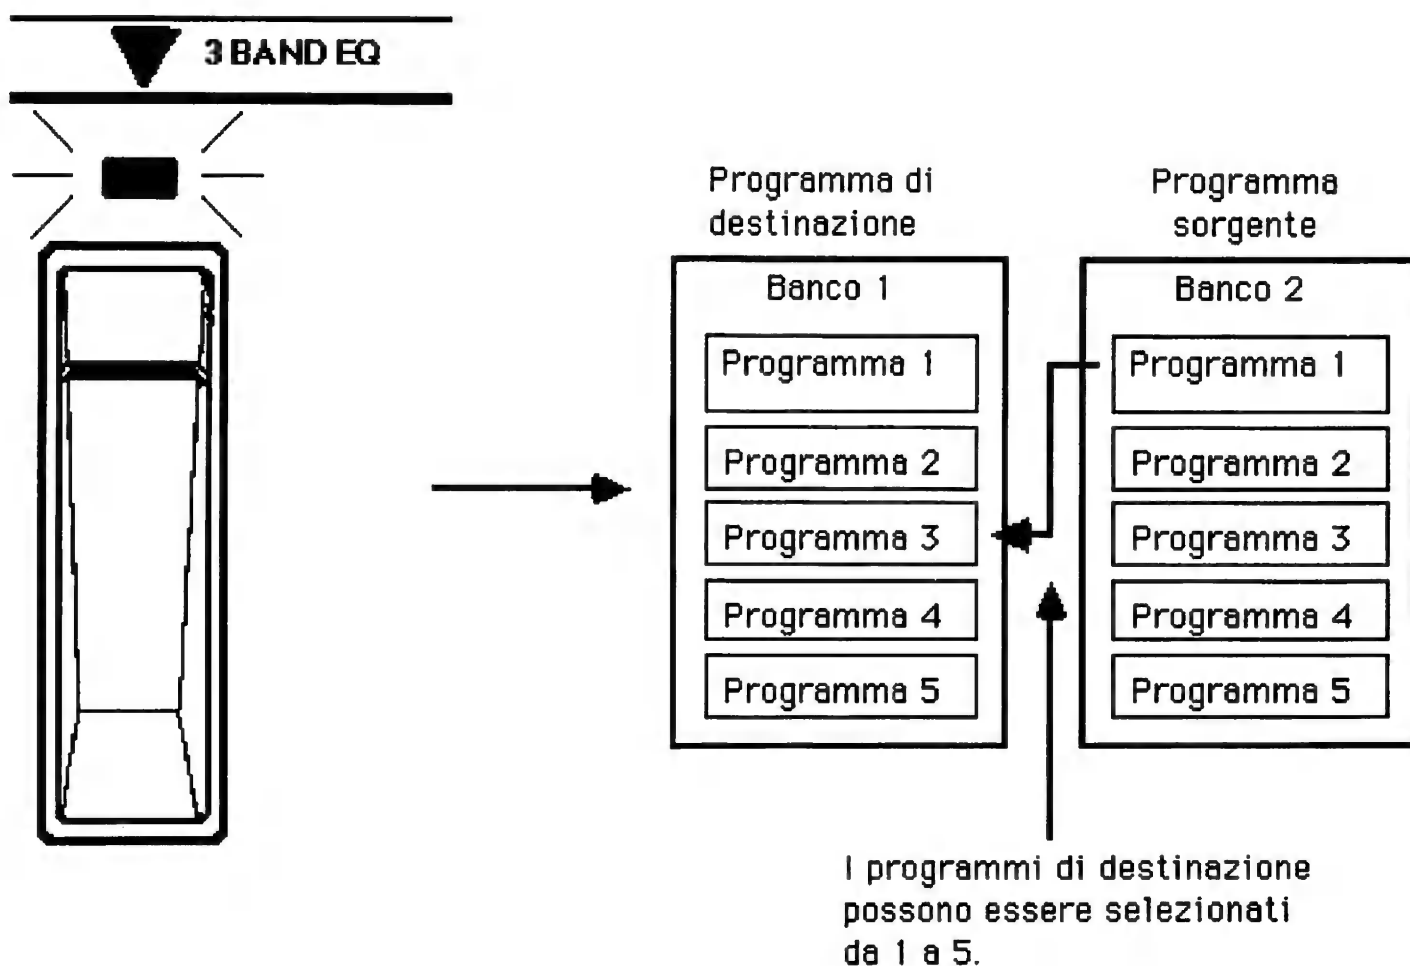 3 BAND EQ
Programma di
destinazione
Programma
sorgente
Banco 1
Programma 1
Programma 2
Programma 3
Programma 4
Programma 5
Banco 2
Programma 1
Programma 2
Programma 3
Programma 4
Programma 5
I programmi di destinazione
possono essere selezionati
da 1 a 5.